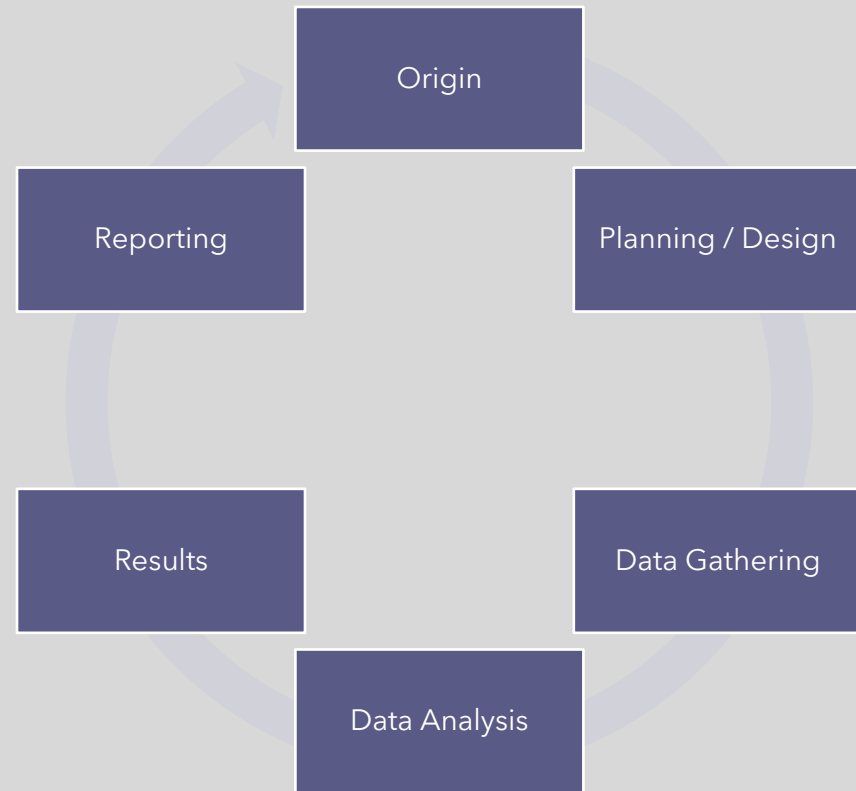 Origin
Planning / Design
Data Gathering
Data Analysis
Results
Reporting